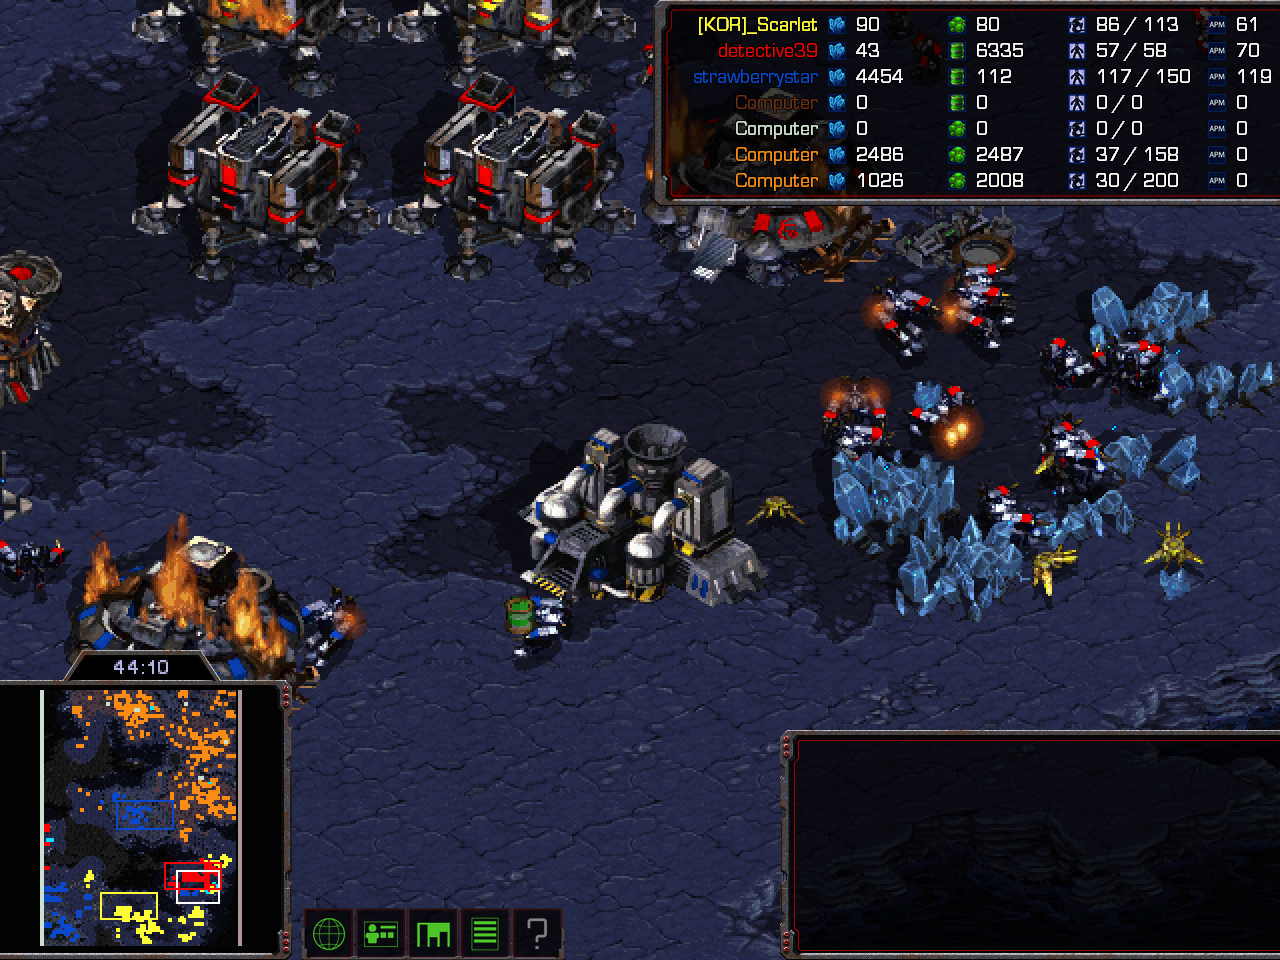 [KOR]_Scarlet 90 80 86 / 113 APM 61
detective39 43 6335 57 / 58 APM 70
strawberrystar 4454 112 117 / 150 APM 119
Computer 0 0 0 / 0 APM 0
Computer 0 0 0 / 0 APM 0
Computer 2486 2487 37 / 158 APM 0
Computer 1026 2008 30 / 200 APM 0
44:10
?